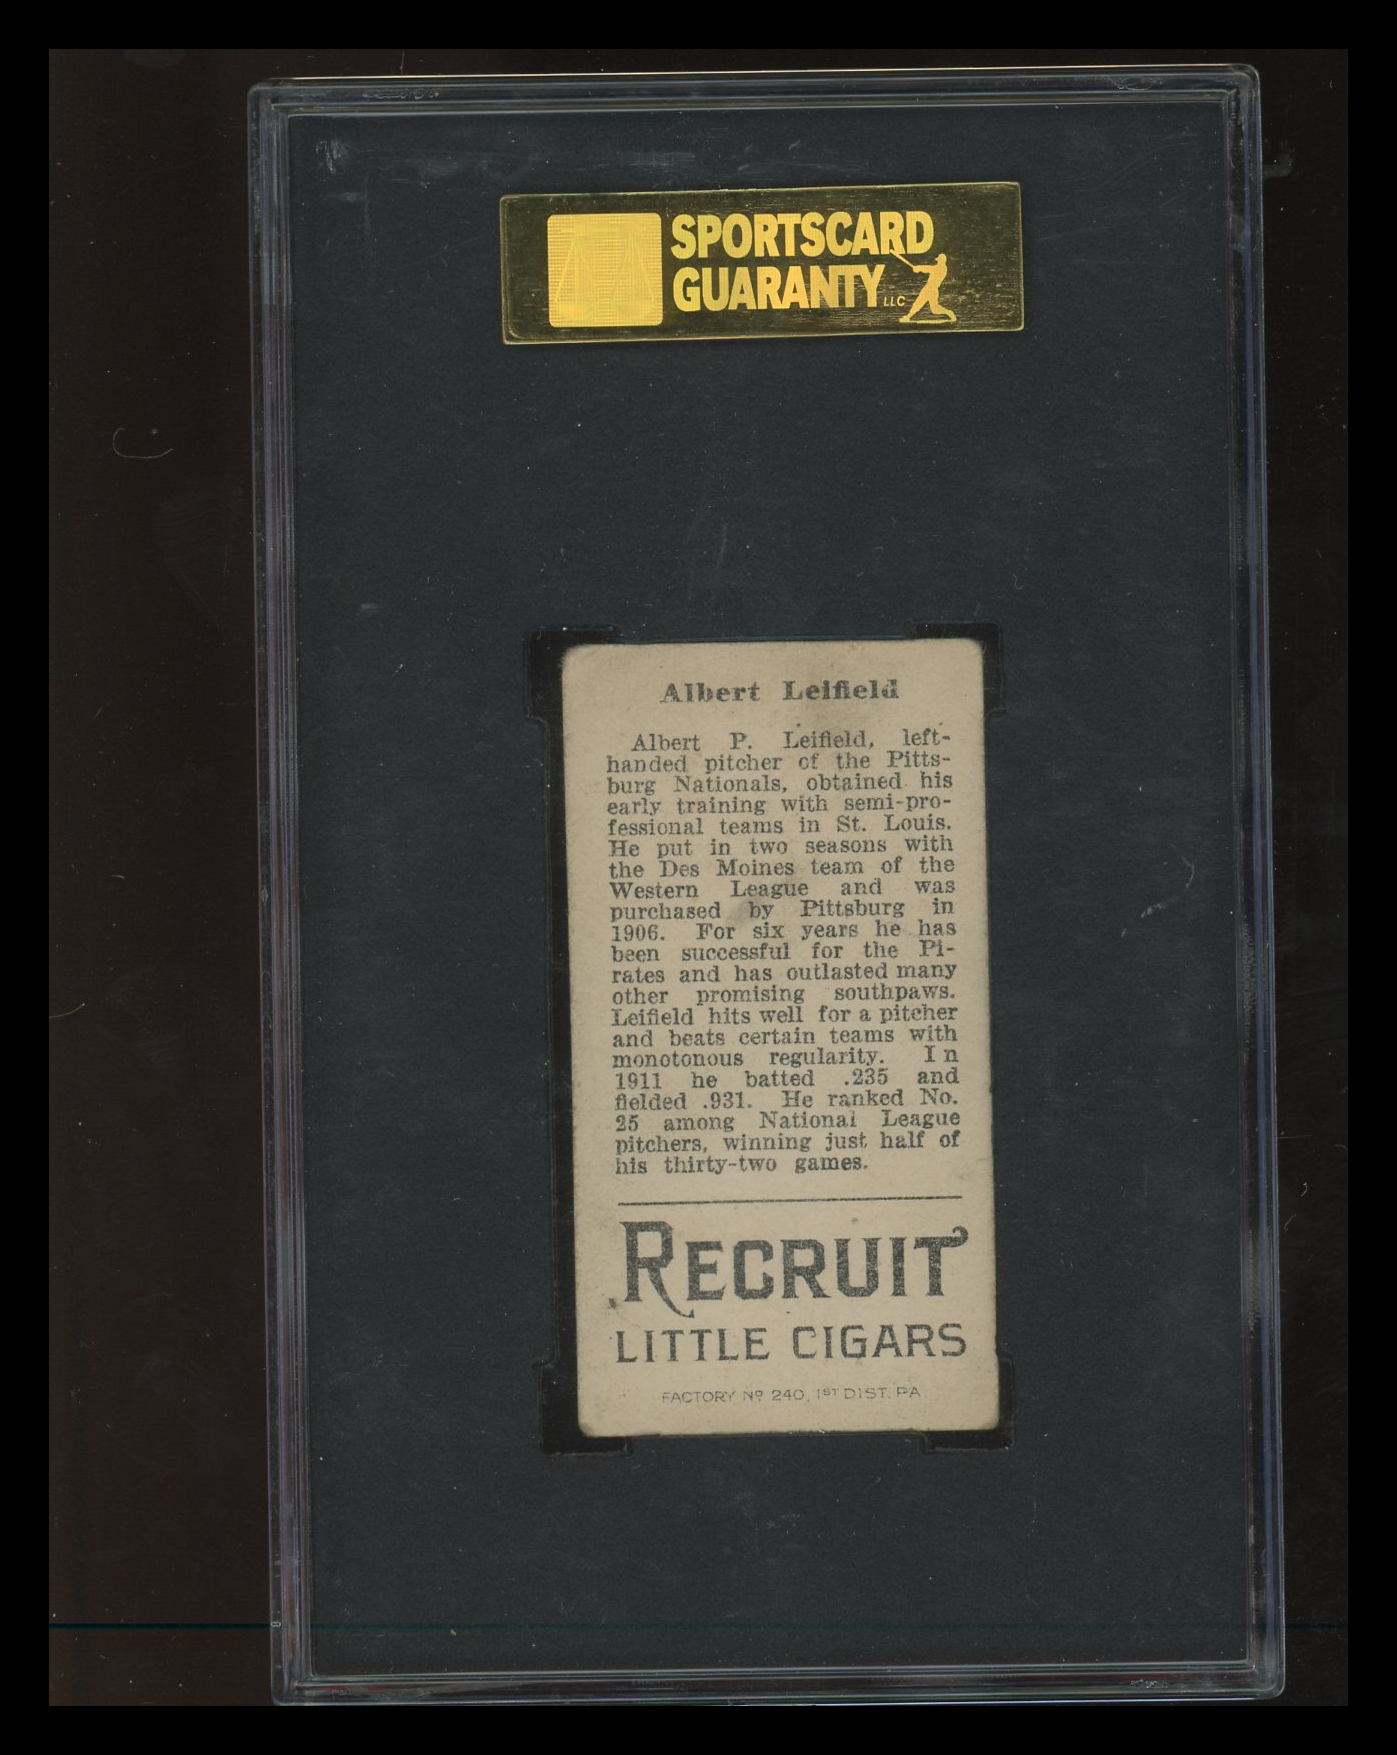 SPORTSCARD
GUARANTY LLC
Albert Leifield
Albert P. Leifield, left-
handed pitcher of the Pitts-
burg Nationals, obtained his
early training with semi-pro-
fessional teams in St. Louis.
He put in two seasons with
the Des Moines team of the
Western League and was
purchased by Pittsburg in
1906. For six years he has
been successful for the Pi-
rates and has outlasted many
other promising southpaws.
Leifield hits well for a pitcher
and beats certain teams with
monotonous regularity. In
1911 he batted .235 and
fielded .931. He ranked No.
25 among National League
pitchers, winning just half of
his thirty-two games.
RECRUIT
LITTLE CIGARS
FACTORY Nº 240, 1ST DIST. PA.